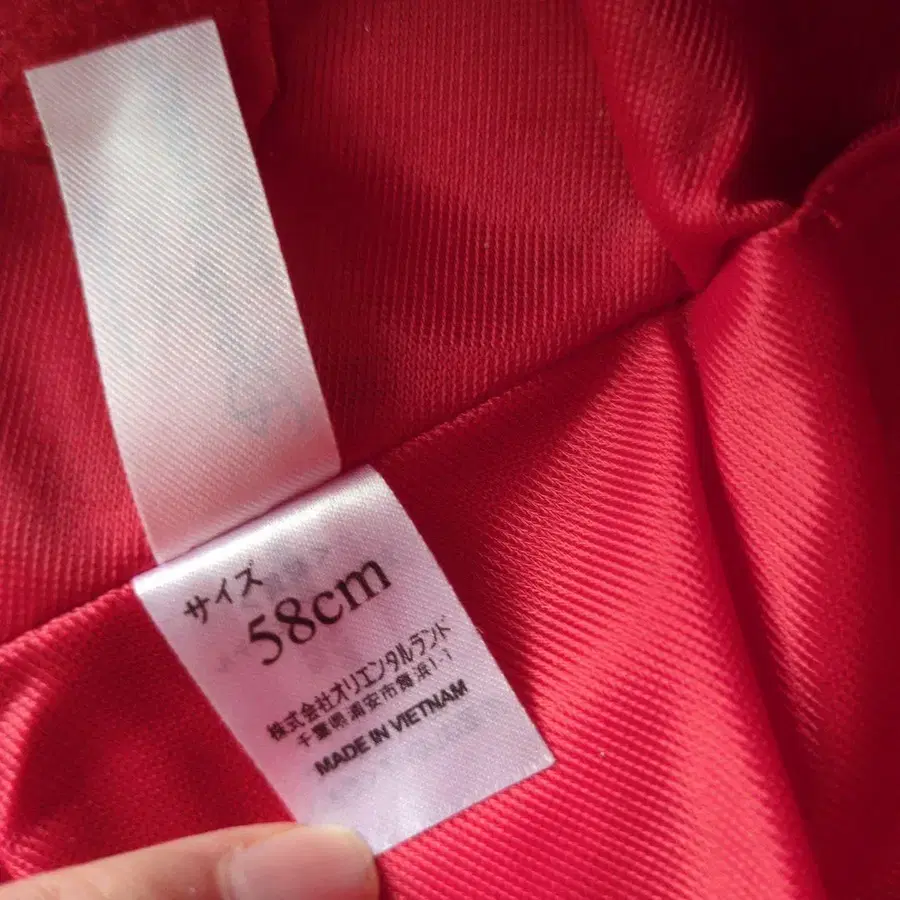 サイズ
58cm
株式会社オリエンタルランド
千葉県浦安市舞浜1-1
MADE IN VIETNAM